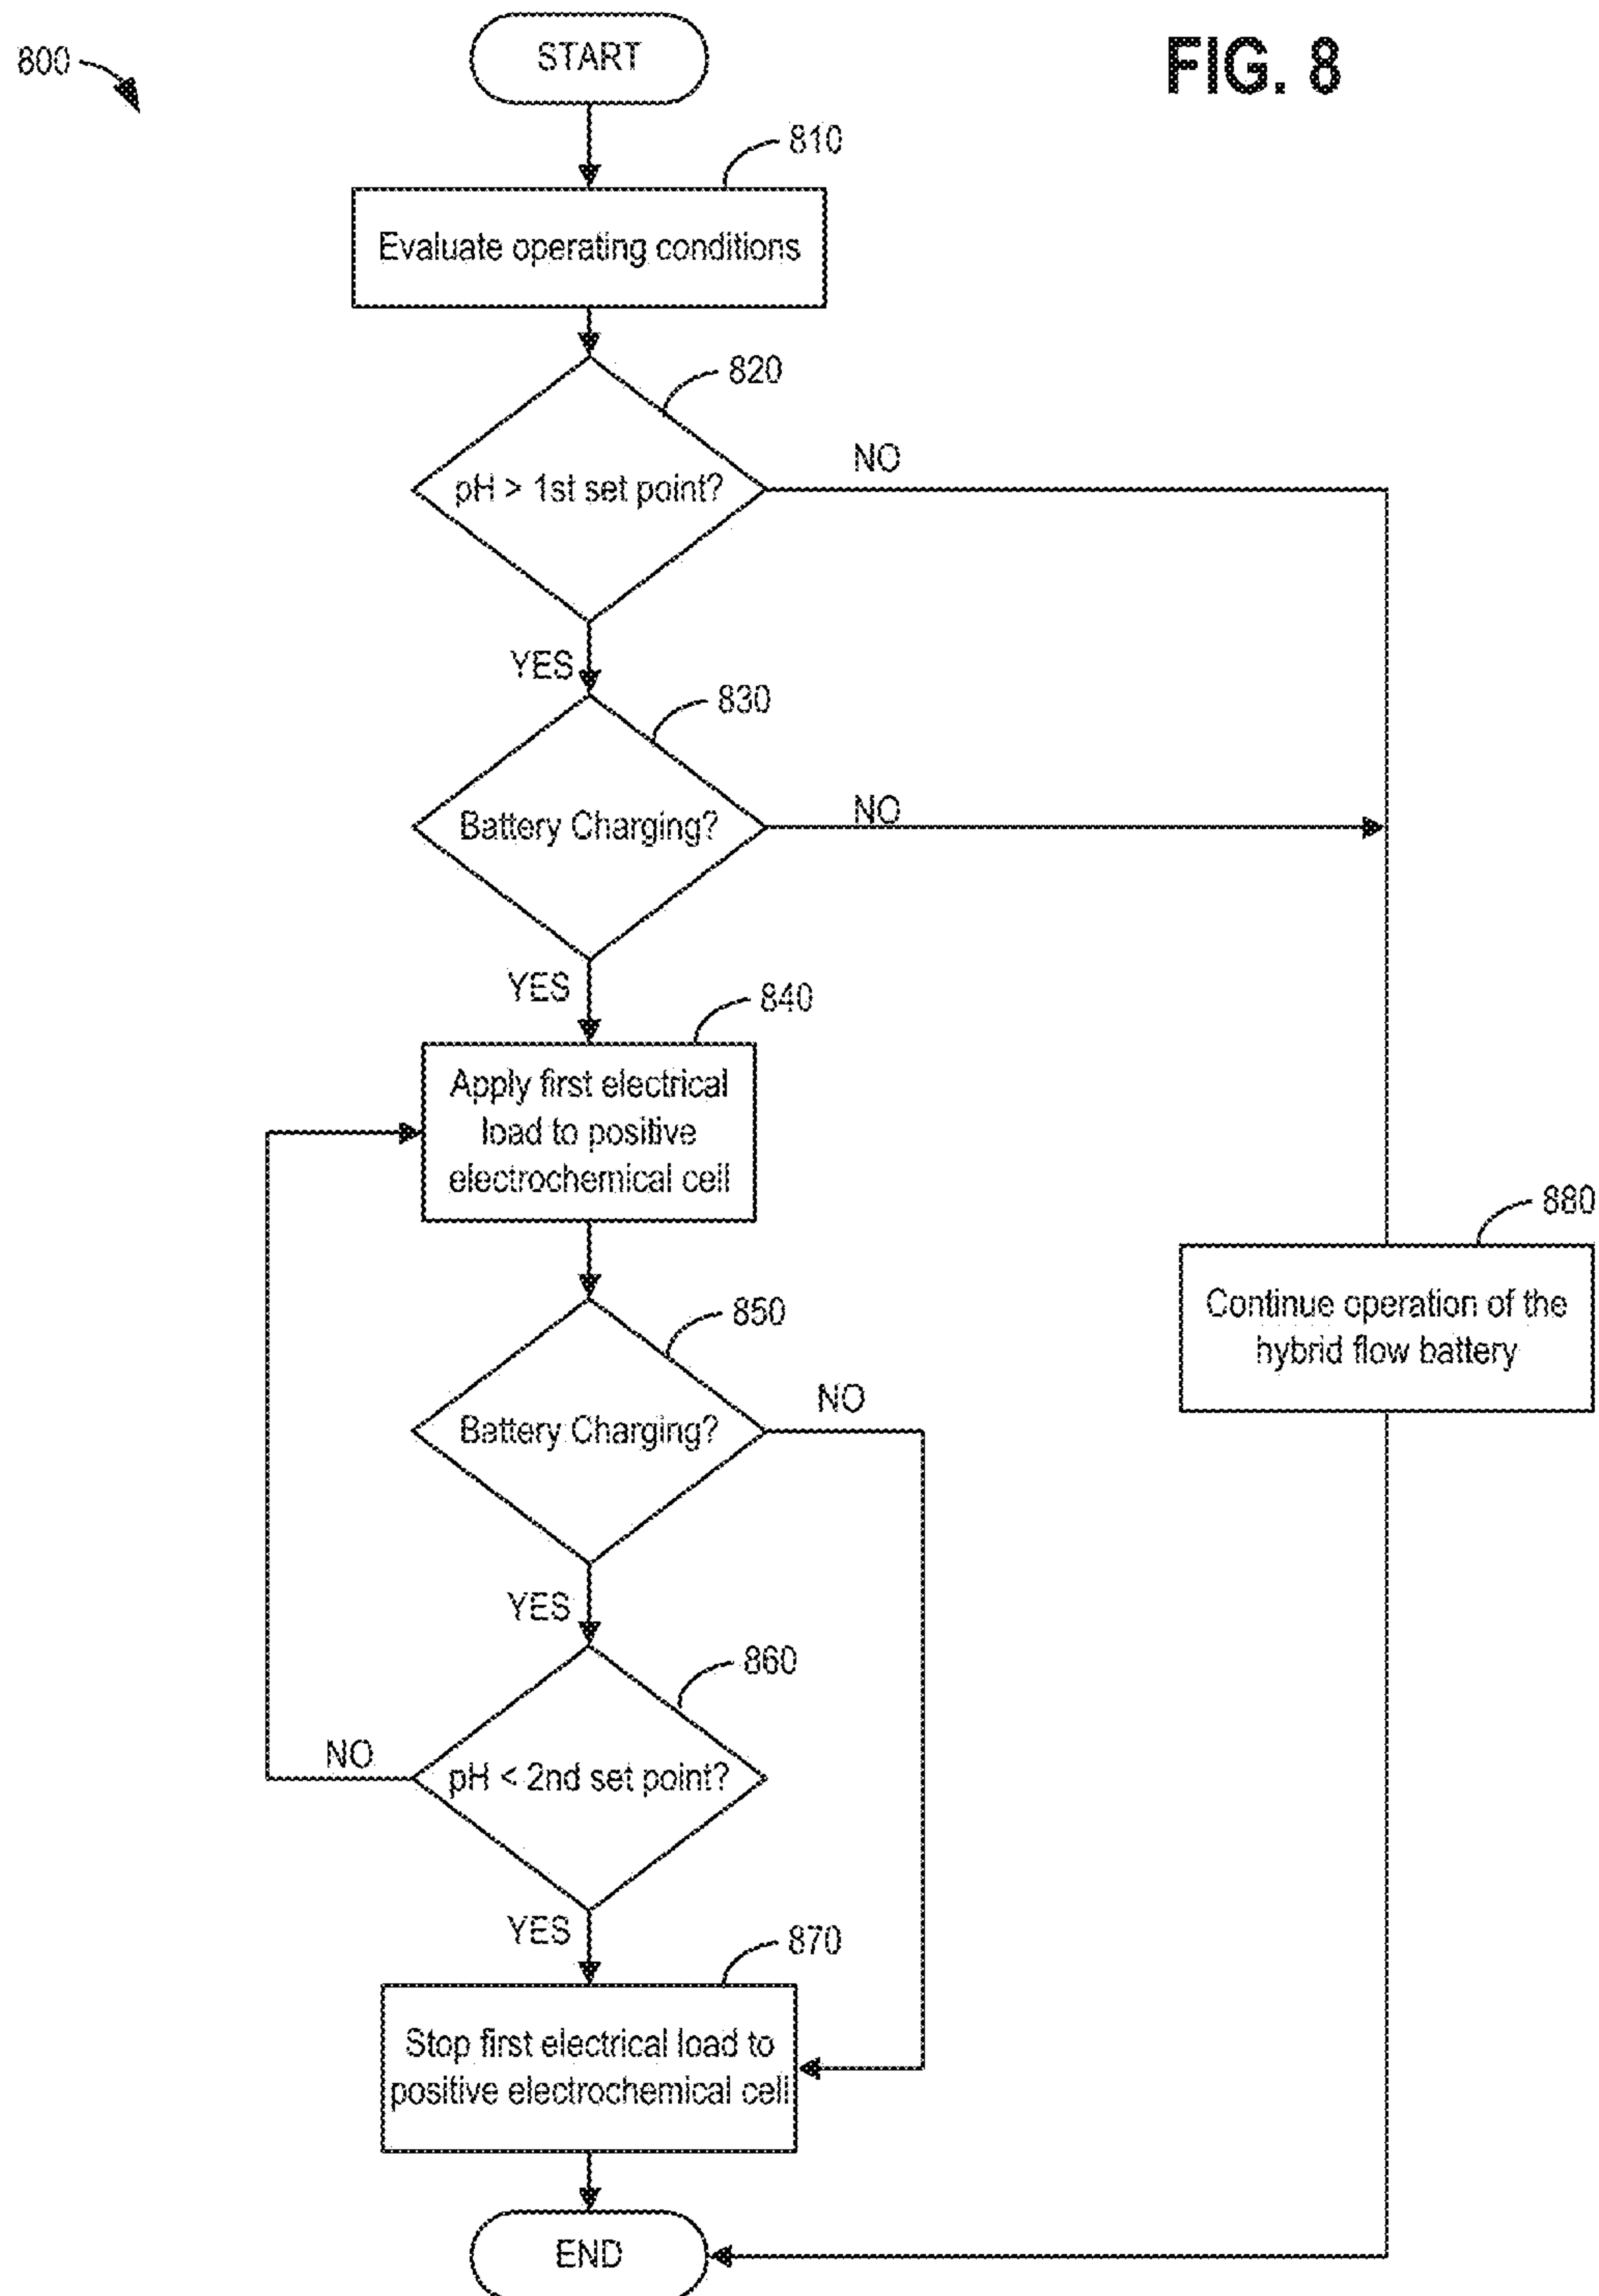 800
START
FIG. 8
810
Evaluate operating conditions
820
pH > 1st set point?
NO
YES
830
Battery Charging?
NO
YES
840
Apply first electrical
load to positive
electrochemical cell
850
Battery Charging?
NO
880
Continue operation of the
hybrid flow battery
YES
860
pH < 2nd set point?
NO
YES
870
Stop first electrical load to
positive electrochemical cell
END